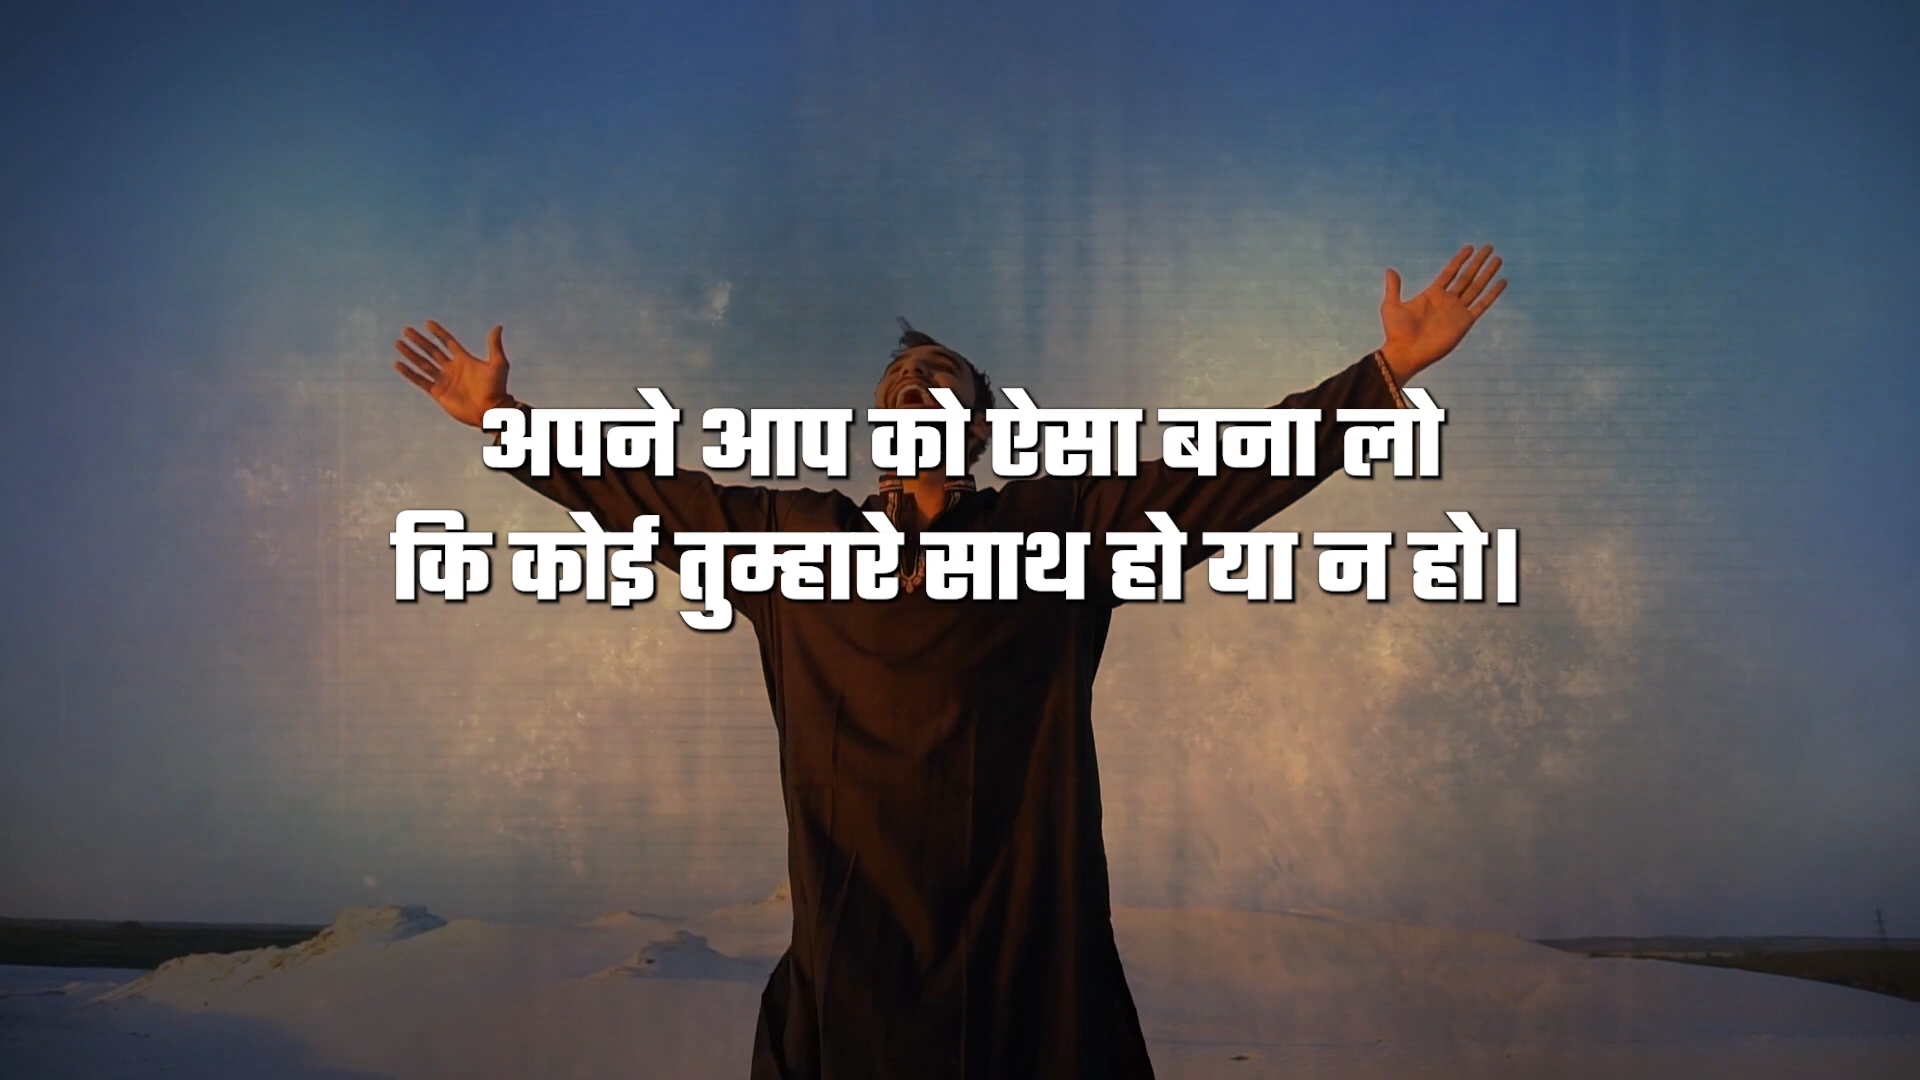 अपने आप को ऐसा बना लो
कि कोई तुम्हारे साथ हो या न हो।